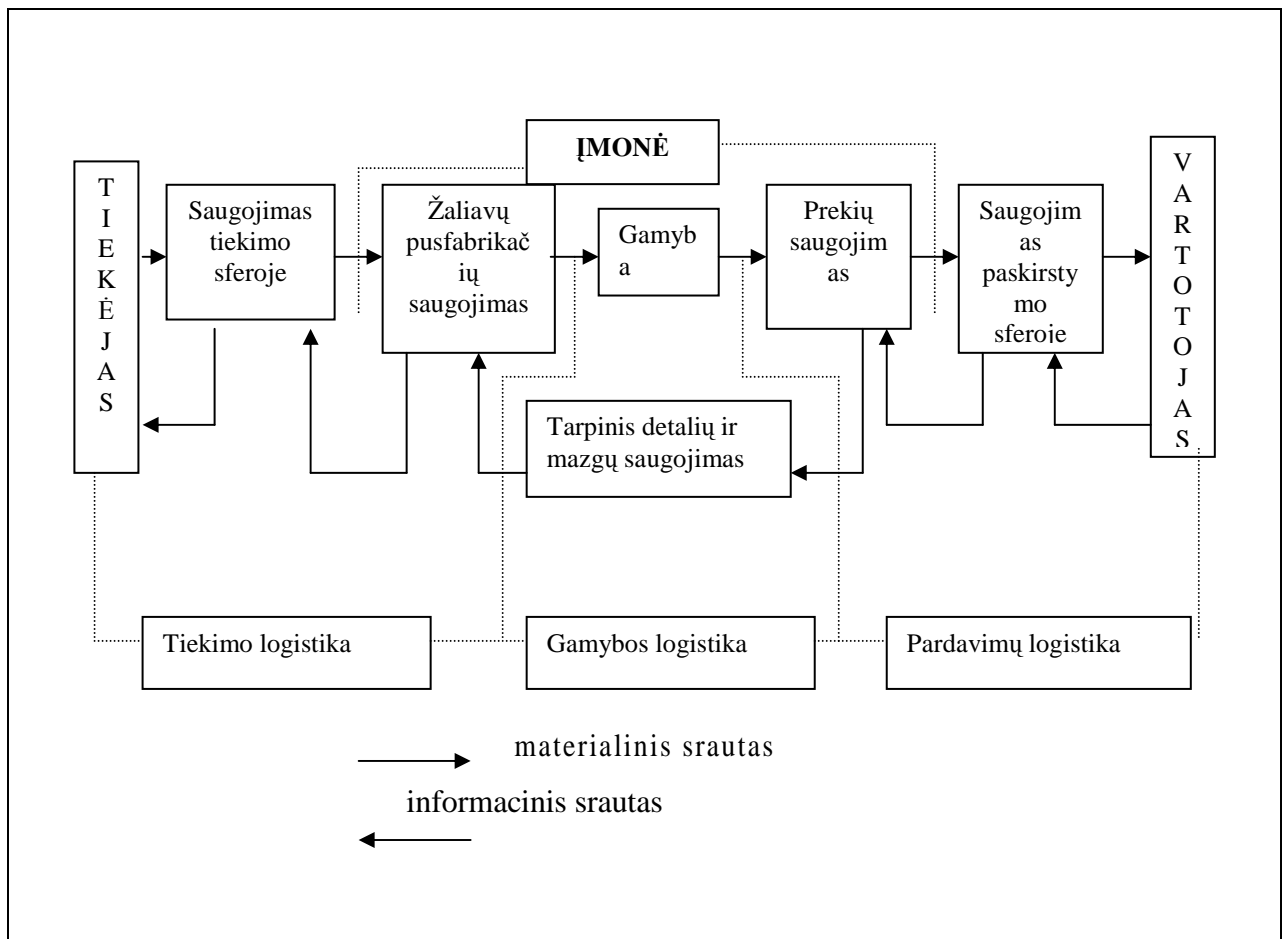 ĮMONĖ
T
I
E
K
Ė
J
A
S
Saugojimas
tiekimo
sferoje
Žaliavų
pusfabrikač
ių
saugojimas
Gamyb
a
Prekių
saugojim
as
Saugojim
as
paskirsty
mo
sferoje
V
A
R
T
O
T
O
J
A
S
Tarpinis detalių ir
mazgų saugojimas
Tiekimo logistika
Gamybos logistika
Pardavimų logistika
materialinis srautas
informacinis srautas